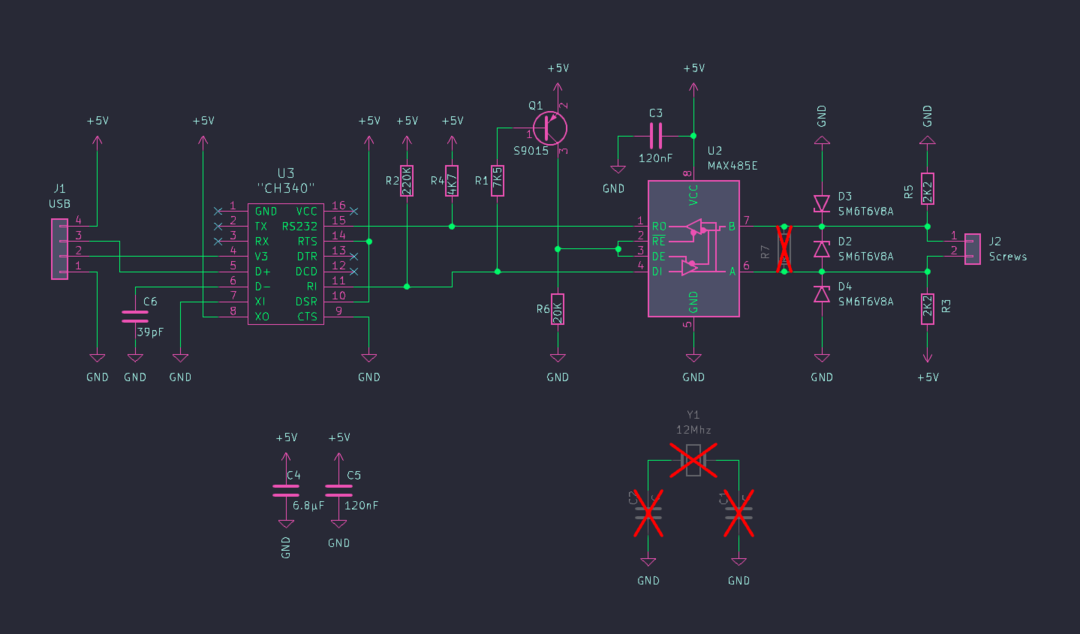 +5V
+5V
Q1
2
1
S9015
3
C3
120nF
GND
8
U2
MAX485E
VCC
GND
GND
+5V
+5V
+5V
+5V
+5V
J1
USB
4
3
2
1
U3
"CH340"
R2
220K
R4
4K7
R1
7K5
1 GND VCC 16
2 TX RS232 15
3 RX RTS 14
4 V3 DTR 13
5 D+ DCD 12
6 D- RI 11
7 XI DSR 10
8 XO CTS 9
1 RO B 7
2 RE
3 DE
4 DI A 6
GND
5
R7
D3
SM6T6V8A
D2
SM6T6V8A
D4
SM6T6V8A
R5
2K2
1
2
J2
Screws
R3
2K2
C6
39pF
R6
20K
GND
GND
GND
GND
GND
GND
GND
+5V
Y1
12Mhz
+5V
+5V
C4
6.8µF
C5
120nF
GND
GND
C2
C1
GND
GND